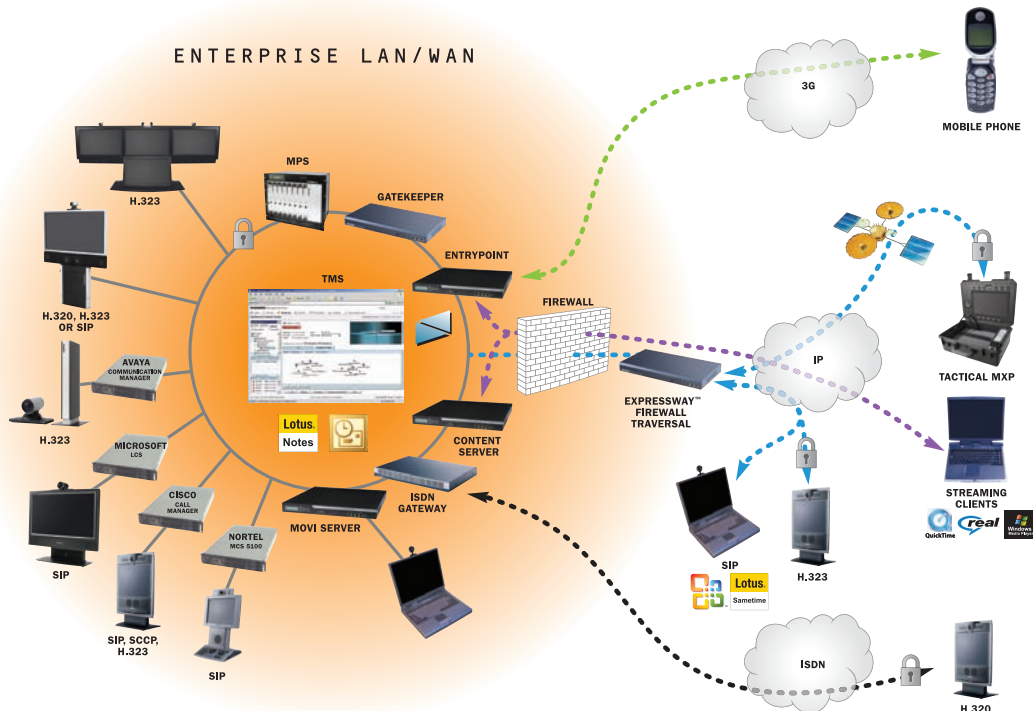 ENTERPRISE LAN/WAN
3G
MOBILE PHONE
MPS
GATEKEEPER
H.323
ENTRYPOINT
TMS
FIREWALL
H.320, H.323
OR SIP
IP
AVAYA
COMMUNICATION
MANAGER
TACTICAL MXP
EXPRESSWAY™
FIREWALL
TRAVERSAL
Lotus.
Notes
CONTENT
SERVER
H.323
MICROSOFT
LCS
ISDN
GATEWAY
CISCO
CALL
MANAGER
MOVI SERVER
STREAMING
CLIENTS
QuickTime
real
Windows
Media Player
NORTEL
MCS 5100
SIP
SIP
H.323
Lotus.
Sametime
SIP, SCCP,
H.323
SIP
ISDN
H.320